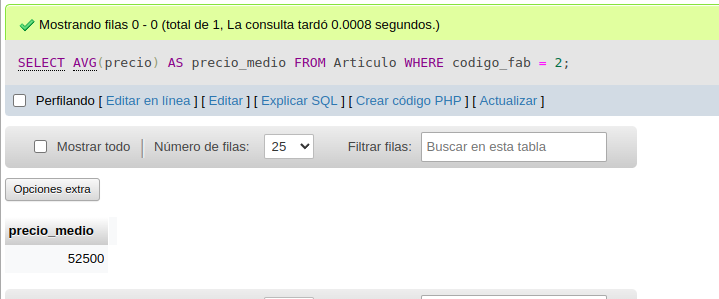 Mostrando filas 0 - 0 (total de 1, La consulta tardó 0.0008 segundos.)
SELECT AVG(precio) AS precio_medio FROM Articulo WHERE codigo_fab = 2;
Perfilando [ Editar en línea ] [ Editar ] [ Explicar SQL ] [ Crear código PHP ] [ Actualizar ]
Mostrar todo Número de filas: 25 Filtrar filas: Buscar en esta tabla
Opciones extra
precio_medio
52500